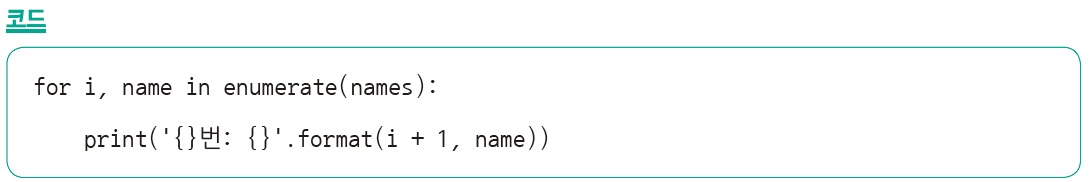 코드
for i, name in enumerate(names):
    print('{}번: {}'.format(i + 1, name))